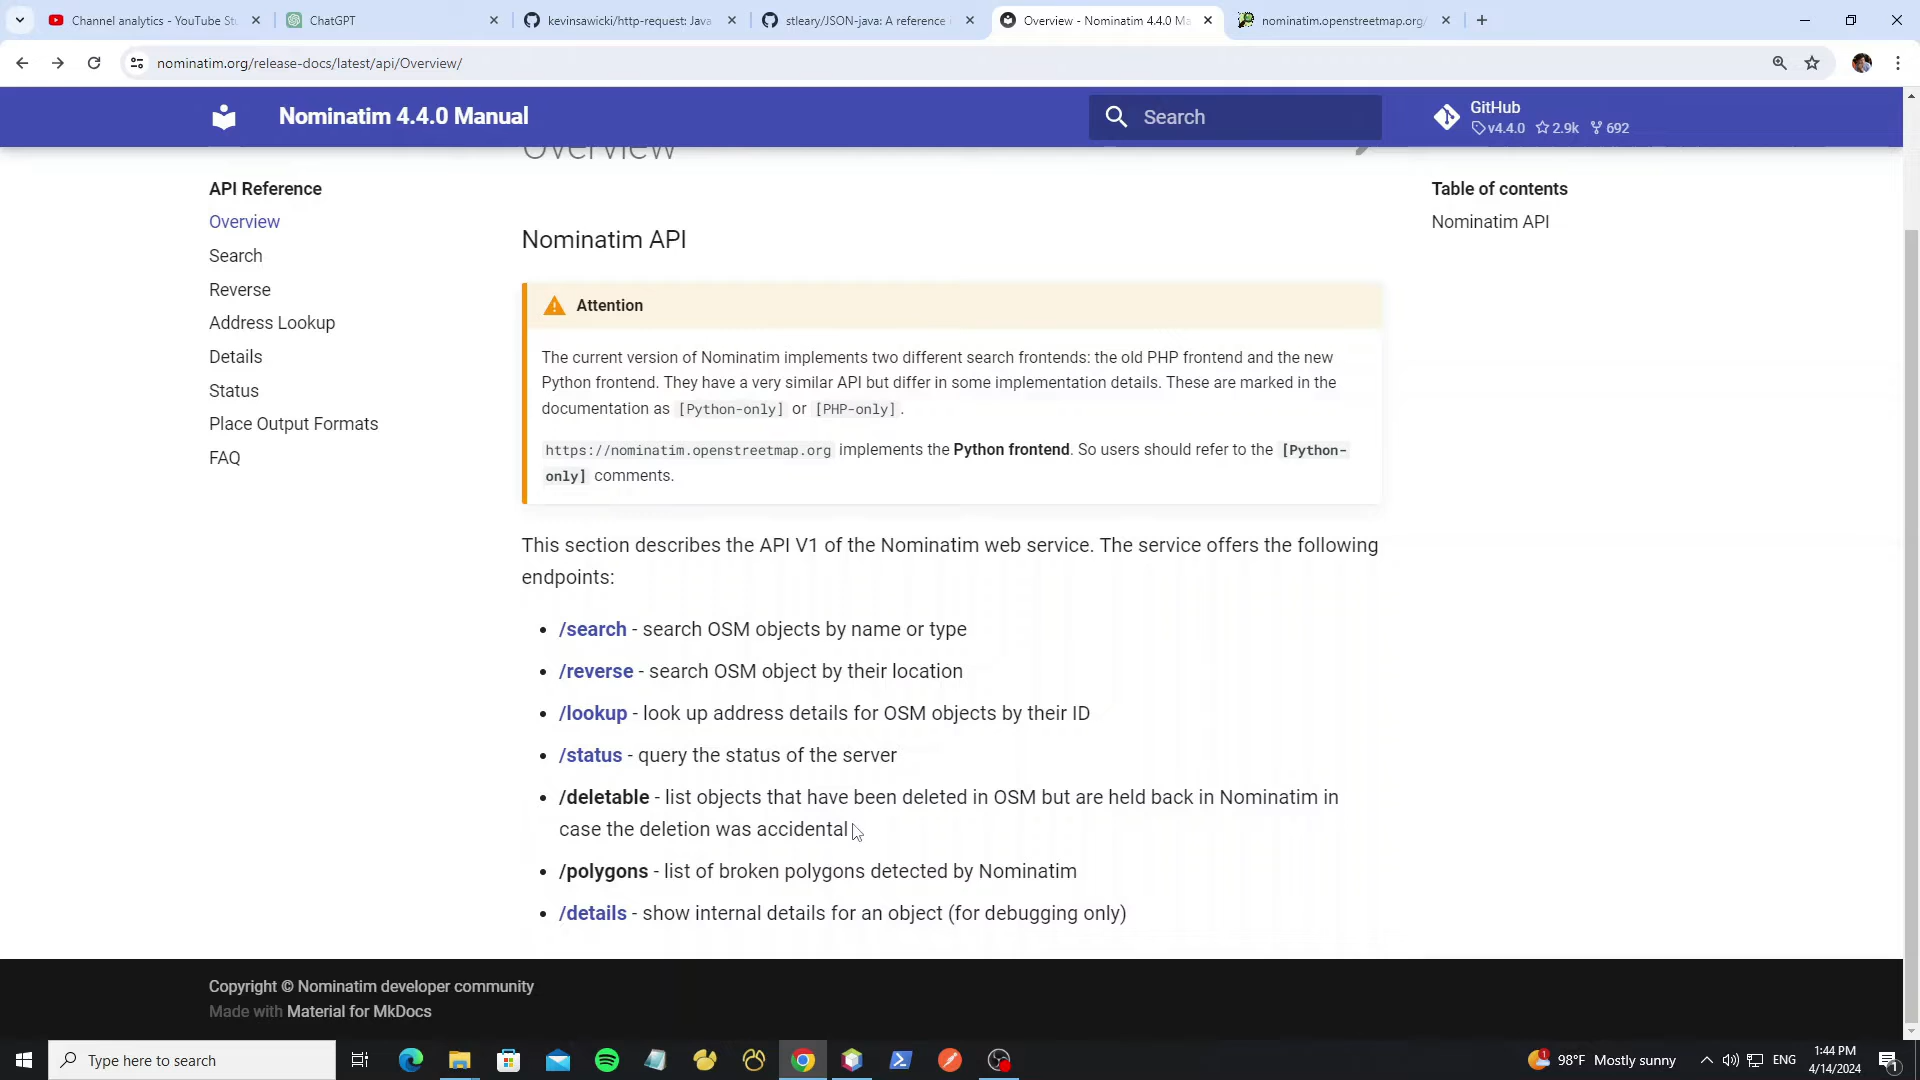 Channel analytics - YouTube St
ChatGPT
kevinsawicki/http-request: Java
stleary/JSON-java: A reference
Overview - Nominatim 4.4.0 Ma
nominatim.openstreetmap.org/
nominatim.org/release-docs/latest/api/Overview/
Nominatim 4.4.0 Manual
Search
GitHub
v4.4.0 2.9k 692
Overview
API Reference
Overview
Search
Reverse
Address Lookup
Details
Status
Place Output Formats
FAQ
Nominatim API
Attention
The current version of Nominatim implements two different search frontends: the old PHP frontend and the new
Python frontend. They have a very similar API but differ in some implementation details. These are marked in the
documentation as [Python-only] or [PHP-only].
https://nominatim.openstreetmap.org implements the Python frontend. So users should refer to the [Python-
only] comments.
This section describes the API V1 of the Nominatim web service. The service offers the following
endpoints:
• /search - search OSM objects by name or type
• /reverse - search OSM object by their location
• /lookup - look up address details for OSM objects by their ID
• /status - query the status of the server
• /deletable - list objects that have been deleted in OSM but are held back in Nominatim in
case the deletion was accidental
• /polygons - list of broken polygons detected by Nominatim
• /details - show internal details for an object (for debugging only)
Table of contents
Nominatim API
Copyright © Nominatim developer community
Made with Material for MkDocs
Type here to search
1
98°F Mostly sunny
ENG
1:44 PM
4/14/2024
1